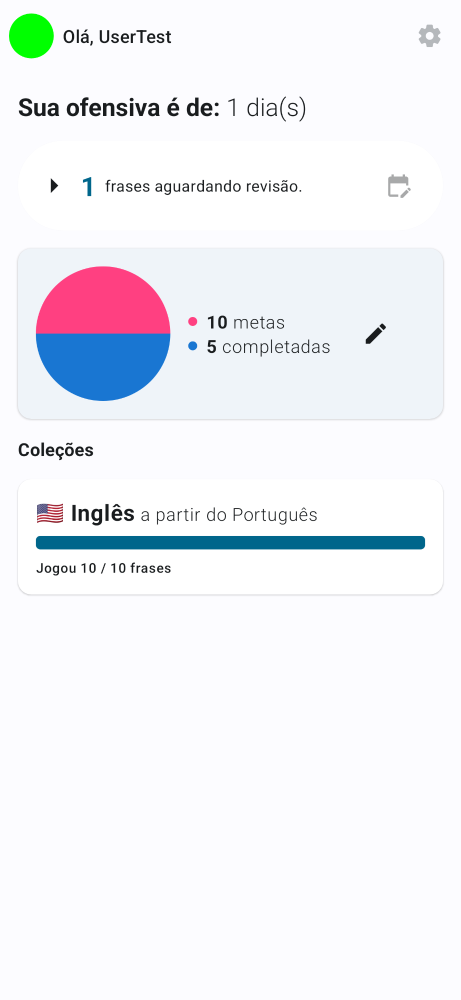 Olá, UserTest
Sua ofensiva é de: 1 dia(s)
1 frases aguardando revisão.
10 metas
5 completadas
Coleções
Inglês a partir do Português
Jogou 10 / 10 frases